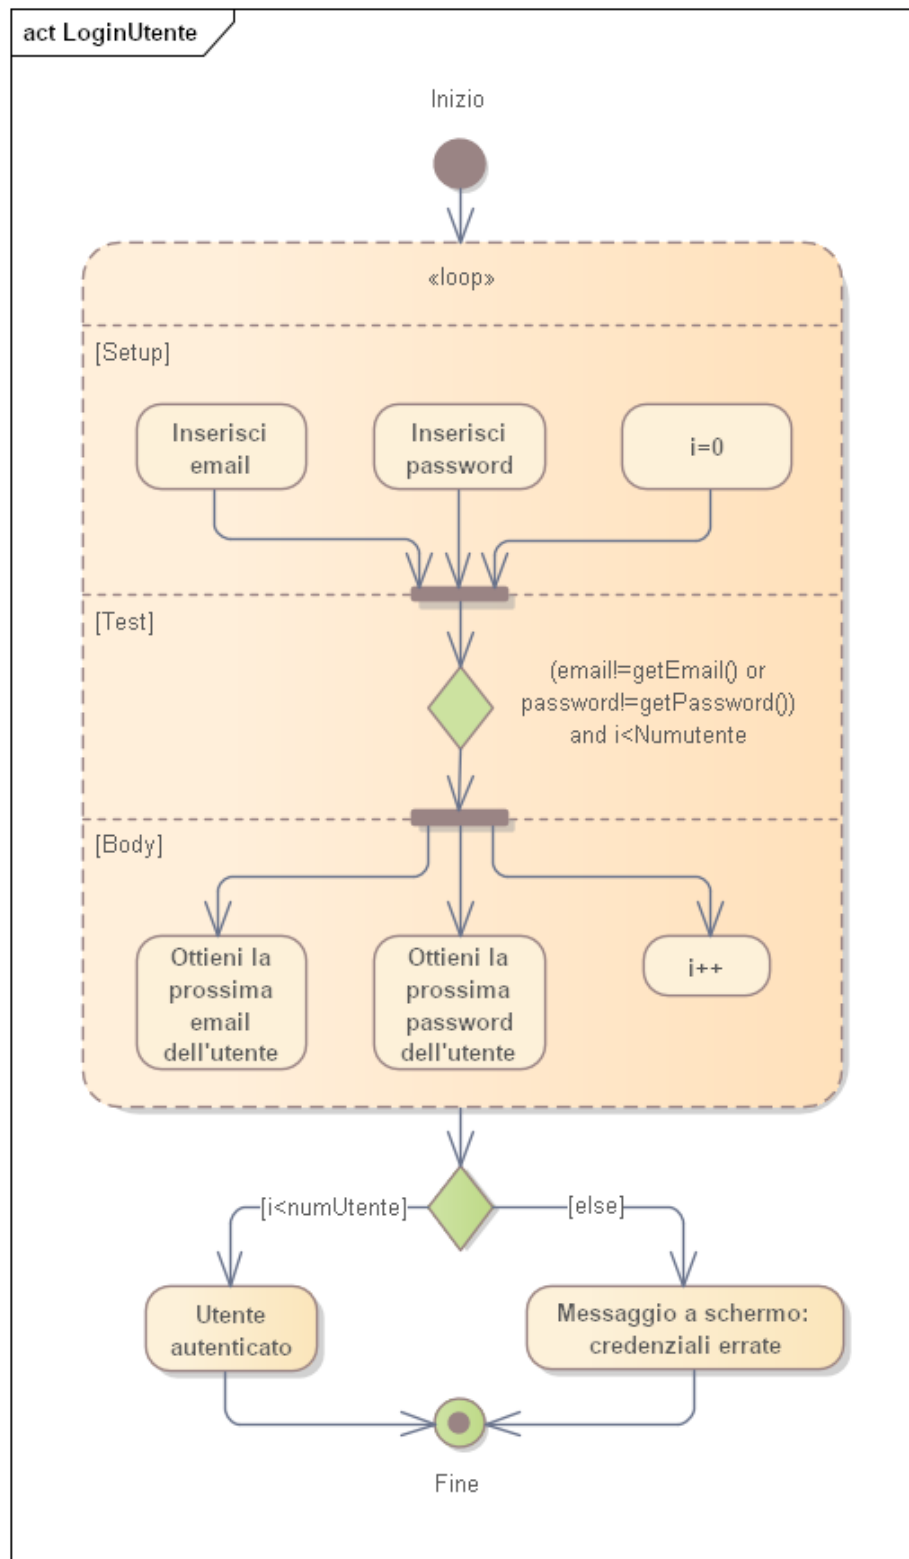 act LoginUtente
Inizio
«loop»
[Setup]
Inserisci
email
Inserisci
password
i=0
[Test]
(email!=getEmail() or
password!=getPassword())
and i<Numutente
[Body]
Ottieni la
prossima
email
dell'utente
Ottieni la
prossima
password
dell'utente
i++
[i<numUtente]
[else]
Utente
autenticato
Messaggio a schermo:
credenziali errate
Fine